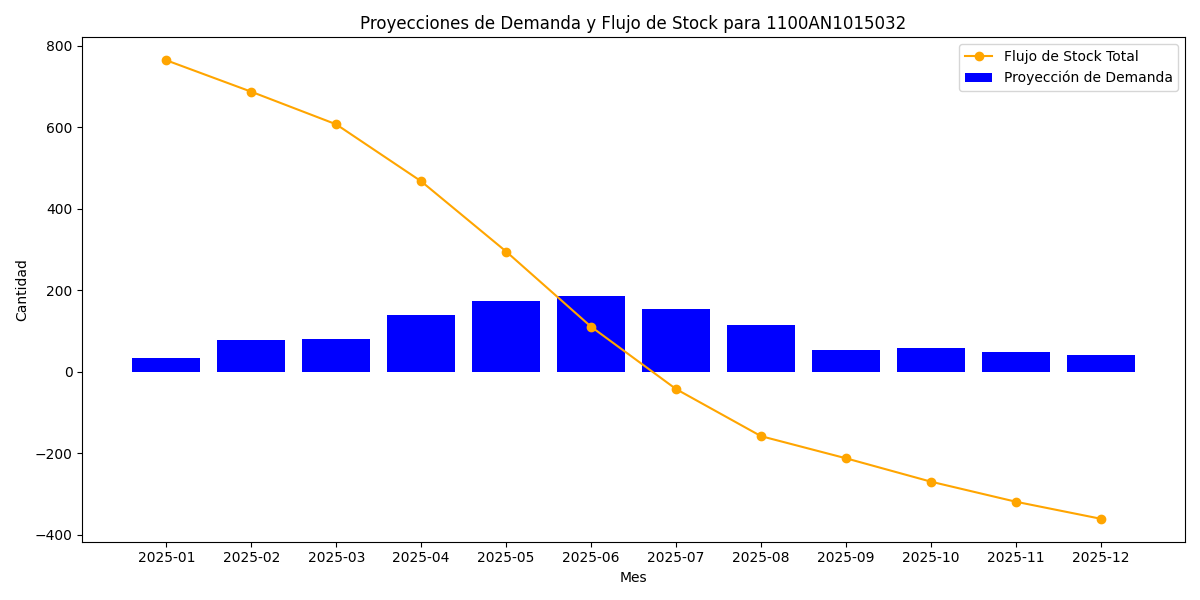 Proyecciones de Demanda y Flujo de Stock para 1100AN1015032
Flujo de Stock Total
Proyección de Demanda
Cantidad
800
600
400
200
0
−200
−400
2025-01 2025-02 2025-03 2025-04 2025-05 2025-06 2025-07 2025-08 2025-09 2025-10 2025-11 2025-12
Mes